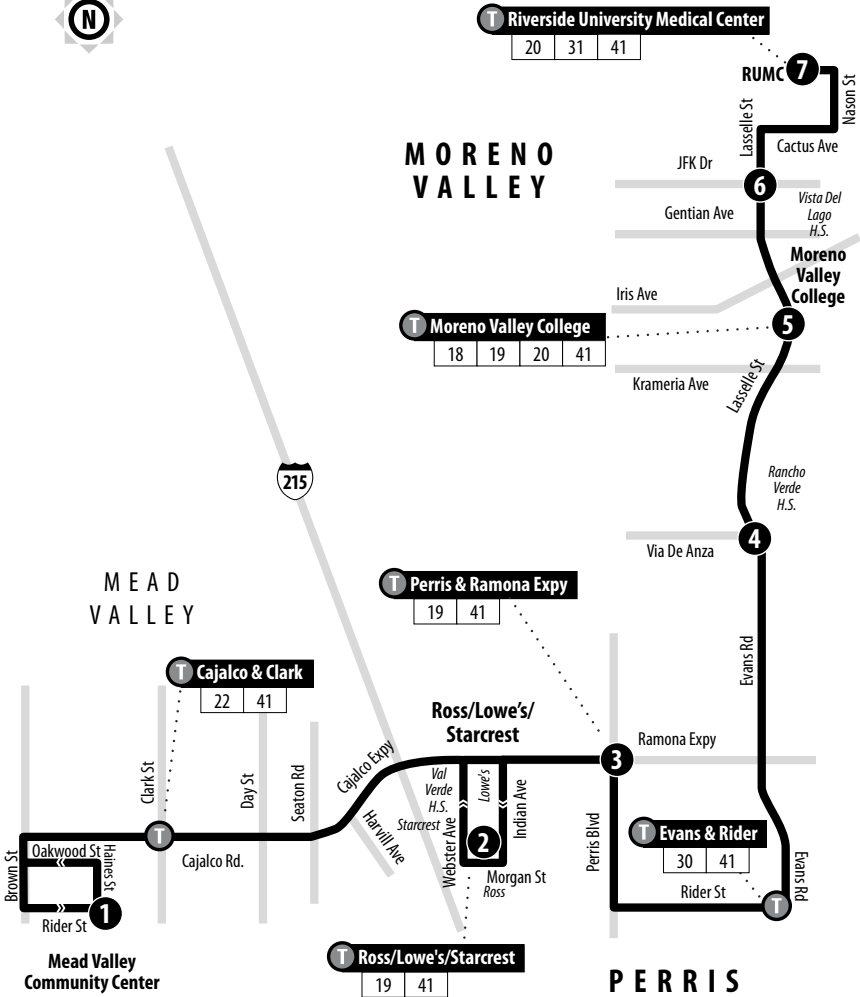 N
T Riverside University Medical Center
20 31 41
RUMC 7
Nason St
Lasselle St
Cactus Ave
MORENO
VALLEY
JFK Dr
6
Gentian Ave
Vista Del
Lago
H.S.
Moreno
Valley
College
Iris Ave
5
T Moreno Valley College
18 19 20 41
Krameria Ave
Lasselle St
215
Rancho
Verde
H.S.
4
Via De Anza
MEAD
VALLEY
T Perris & Ramona Expy
19 41
Evans Rd
T Cajalco & Clark
22 41
Ross/Lowe's/
Starcrest
Ramona Expy
3
Clark St
Day St
Seaton Rd
Cajalco Expy
Harvill Ave
Val
Verde
H.S.
Starcrest
Lowe's
Webster Ave
Indian Ave
2
Morgan St
Ross
Perris Blvd
T Evans & Rider
30 41
Evans Rd
Rider St
T
T
Cajalco Rd.
Brown St
Oakwood St
Haines St
1
Rider St
Mead Valley
Community Center
T Ross/Lowe's/Starcrest
19 41
PERRIS